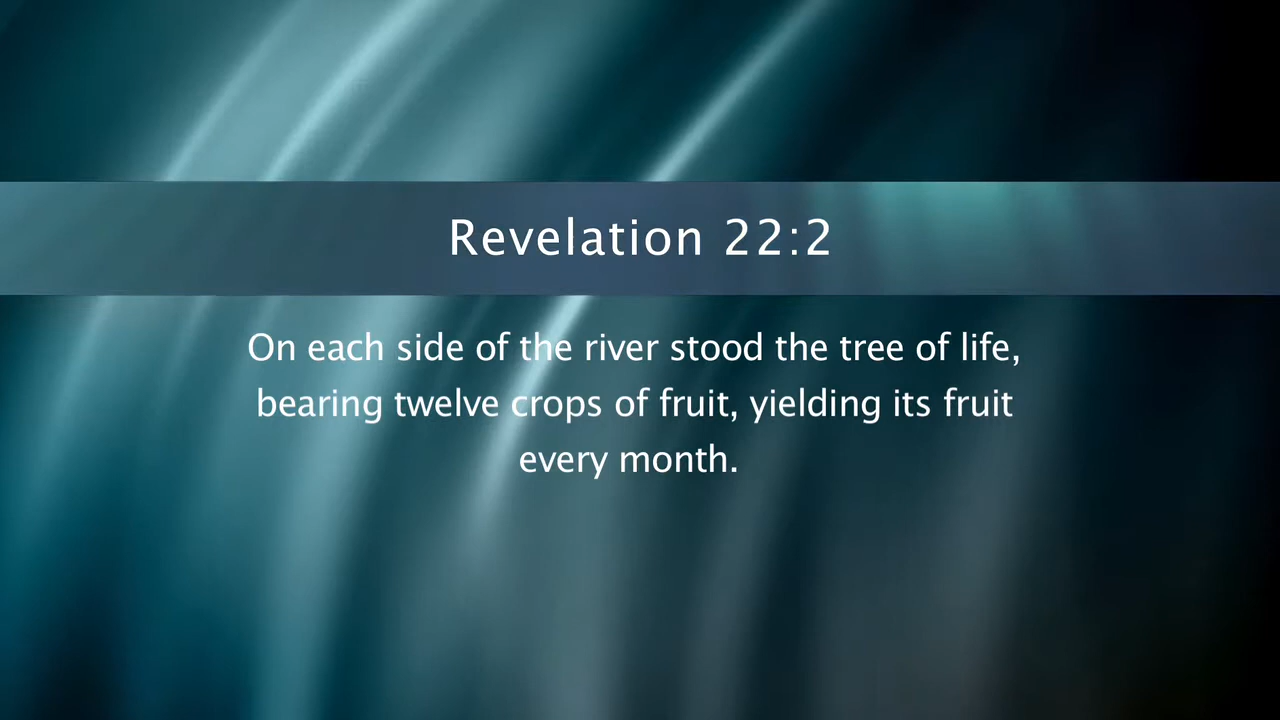 Revelation 22:2
On each side of the river stood the tree of life,
bearing twelve crops of fruit, yielding its fruit
every month.